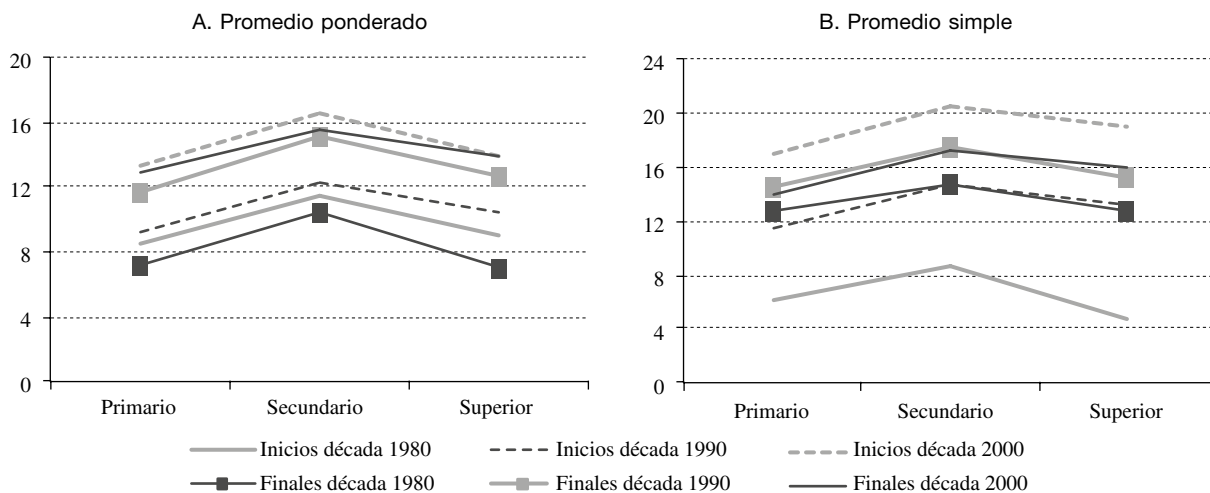 A. Promedio ponderado
20
16
12
8
4
0
Primario Secundario Superior
B. Promedio simple
24
20
16
12
8
4
0
Primario Secundario Superior
Inicios década 1980 Inicios década 1990 Inicios década 2000
Finales década 1980 Finales década 1990 Finales década 2000